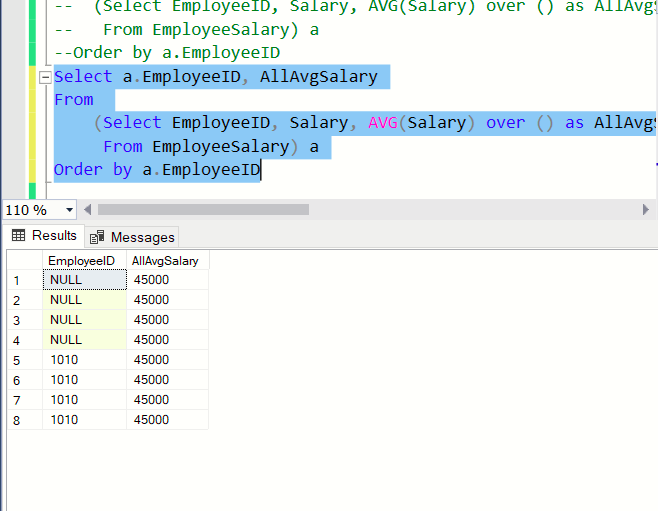 -- (Select EmployeeID, Salary, AVG(Salary) over () as AllAvgS
-- From EmployeeSalary) a
--Order by a.EmployeeID
Select a.EmployeeID, AllAvgSalary
From
(Select EmployeeID, Salary, AVG(Salary) over () as AllAvgS
From EmployeeSalary) a
Order by a.EmployeeID
110 %
Results Messages
EmployeeID AllAvgSalary
1 NULL 45000
2 NULL 45000
3 NULL 45000
4 NULL 45000
5 1010 45000
6 1010 45000
7 1010 45000
8 1010 45000